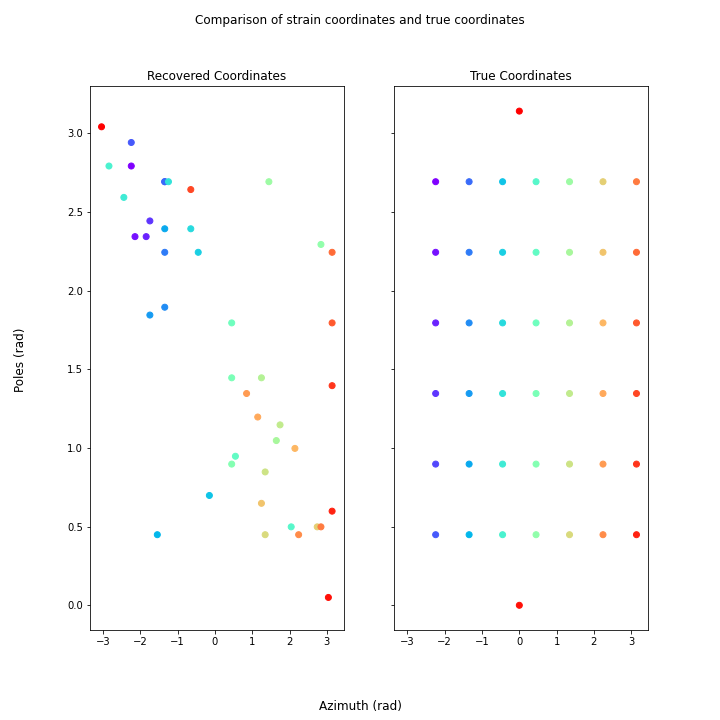 Comparison of strain coordinates and true coordinates
Recovered Coordinates
True Coordinates
3.0
2.5
2.0
1.5
1.0
0.5
0.0
Poles (rad)
−3 −2 −1 0 1 2 3
−3 −2 −1 0 1 2 3
Azimuth (rad)